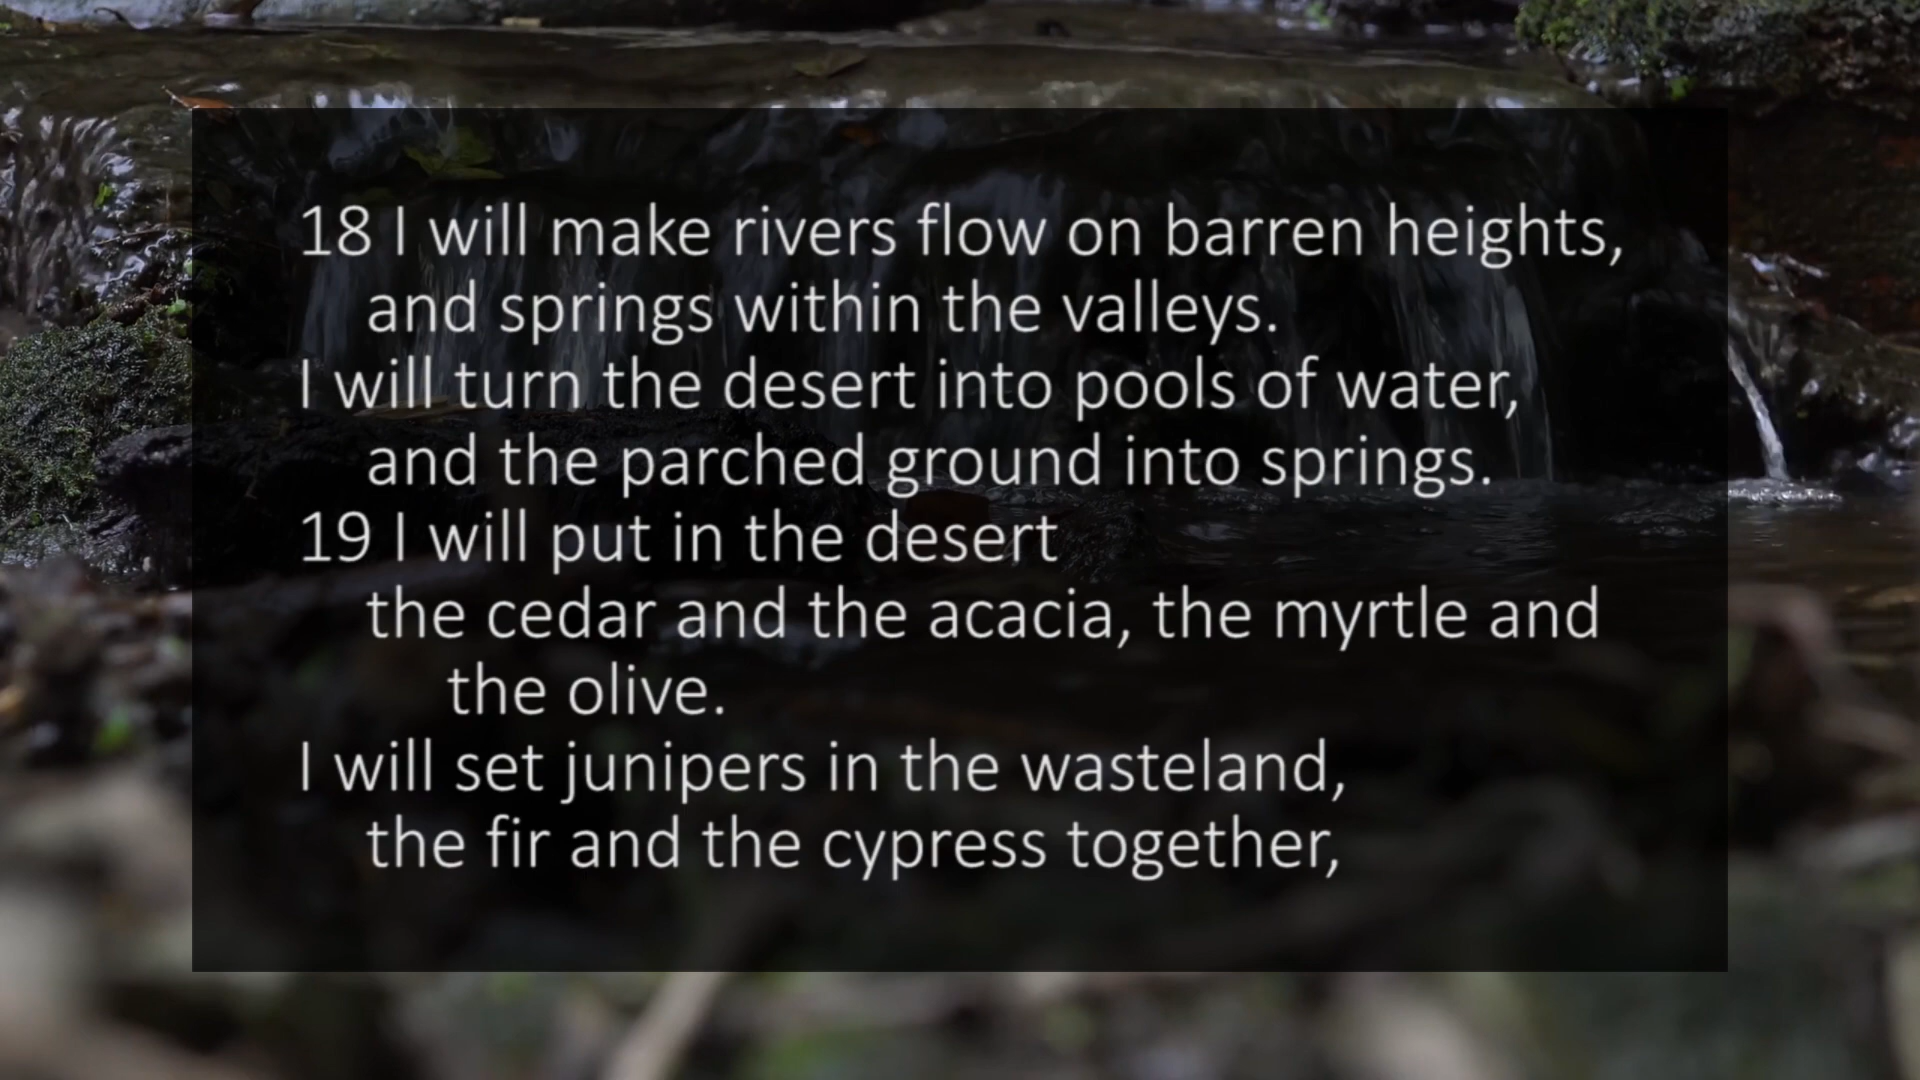 18 I will make rivers flow on barren heights,
and springs within the valleys.
I will turn the desert into pools of water,
and the parched ground into springs.
19 I will put in the desert
the cedar and the acacia, the myrtle and
the olive.
I will set junipers in the wasteland,
the fir and the cypress together,